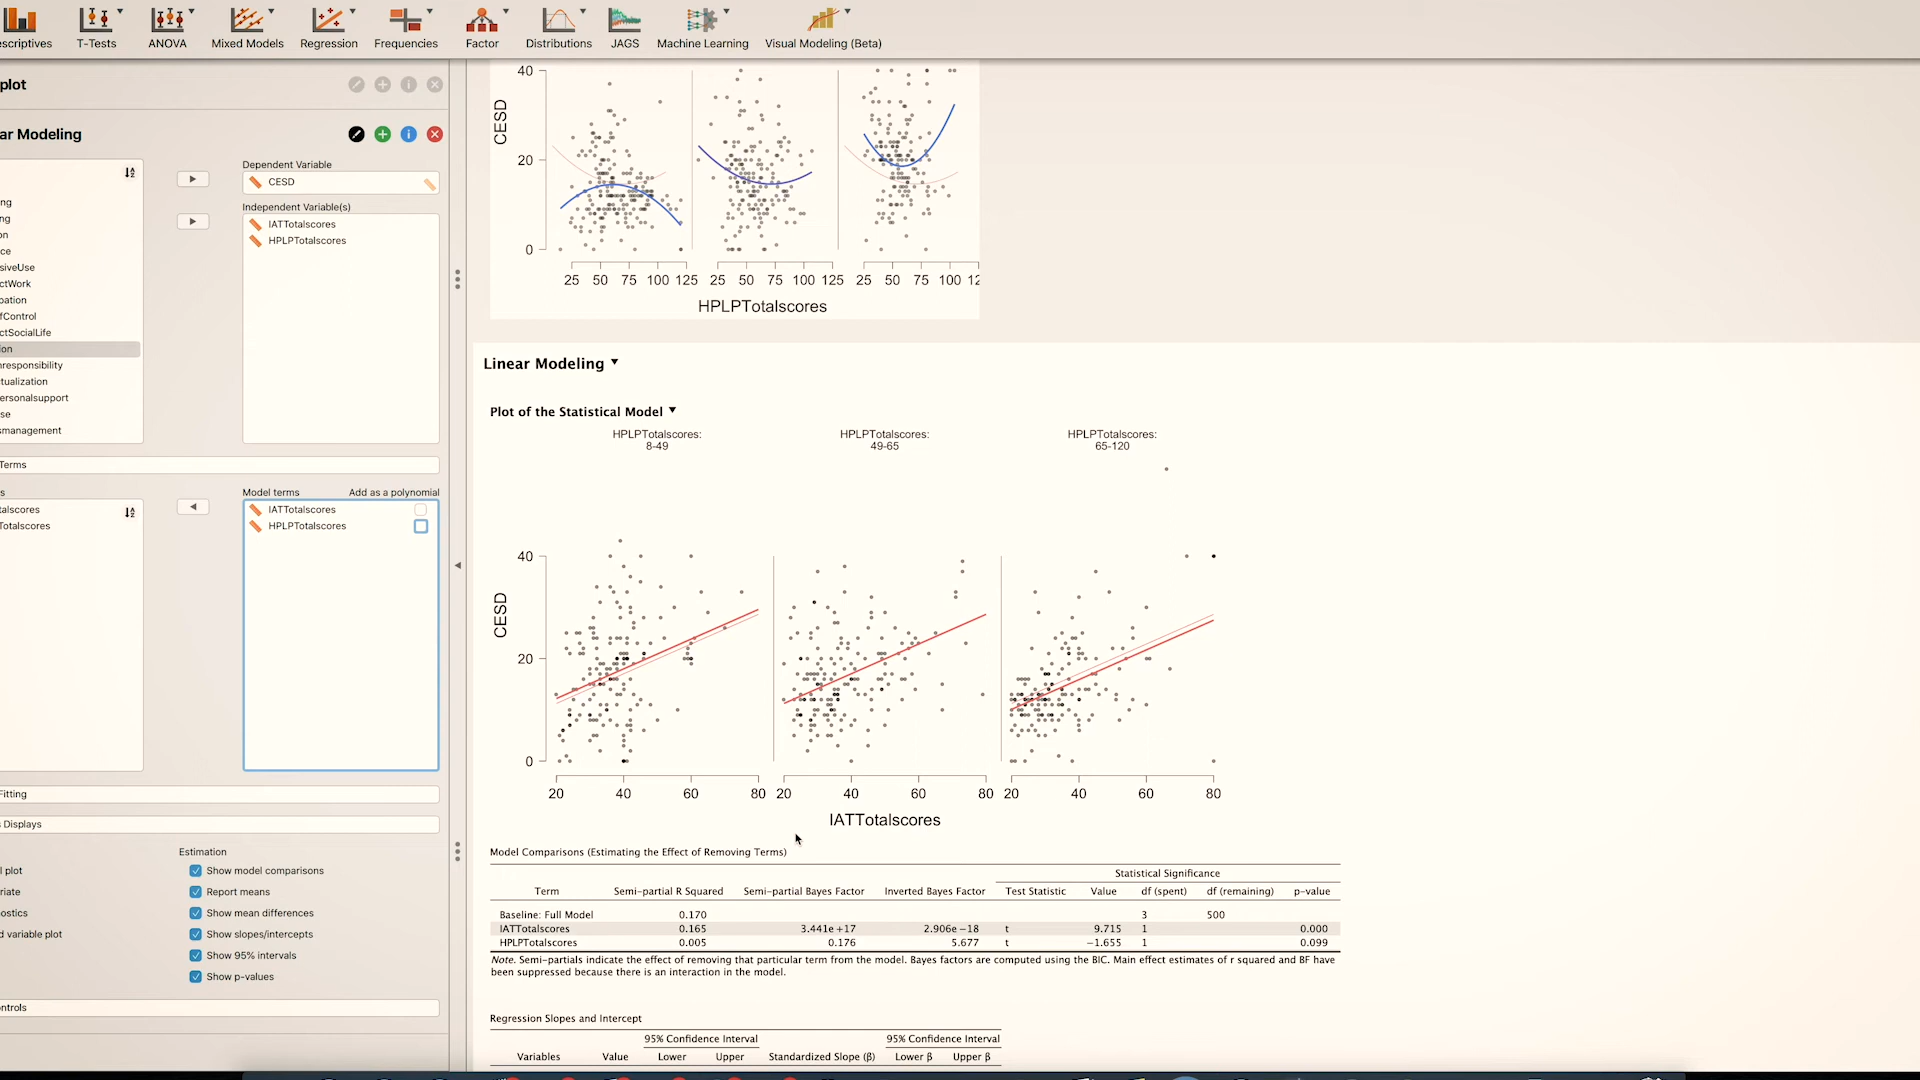 escriptives T-Tests ANOVA Mixed Models Regression Frequencies Factor Distributions JAGS Machine Learning Visual Modeling (Beta)
plot
ar Modeling
ng
ng
on
ce
siveUse
ctWork
pation
fControl
ctSocialLife
ion
nresponsibility
tualization
ersonalsupport
se
smanagement
Dependent Variable
CESD
Independent Variable(s)
IATTotalscores
HPLPTotalscores
Terms
s
talscores
Totalscores
Model terms Add as a polynomial
IATTotalscores
HPLPTotalscores
Fitting
s Displays
l plot
riate
ostics
d variable plot
Estimation
Show model comparisons
Report means
Show mean differences
Show slopes/intercepts
Show 95% intervals
Show p-values
ntrols
40
20
0
CESD
25 50 75 100 125 25 50 75 100 125 25 50 75 100 12
HPLPTotalscores
Linear Modeling
Plot of the Statistical Model
HPLPTotalscores: HPLPTotalscores: HPLPTotalscores:
8-49 49-65 65-120
40
20
0
CESD
20 40 60 80 20 40 60 80 20 40 60 80
IATTotalscores
Model Comparisons (Estimating the Effect of Removing Terms)
Statistical Significance
Term Semi-partial R Squared Semi-partial Bayes Factor Inverted Bayes Factor Test Statistic Value df (spent) df (remaining) p-value
Baseline: Full Model 0.170 3 500
IATTotalscores 0.165 3.441e +17 2.906e −18 t 9.715 1 0.000
HPLPTotalscores 0.005 0.176 5.677 t −1.655 1 0.099
Note. Semi-partials indicate the effect of removing that particular term from the model. Bayes factors are computed using the BIC. Main effect estimates of r squared and BF have
been suppressed because there is an interaction in the model.
Regression Slopes and Intercept
95% Confidence Interval 95% Confidence Interval
Variables Value Lower Upper Standardized Slope (β) Lower β Upper β